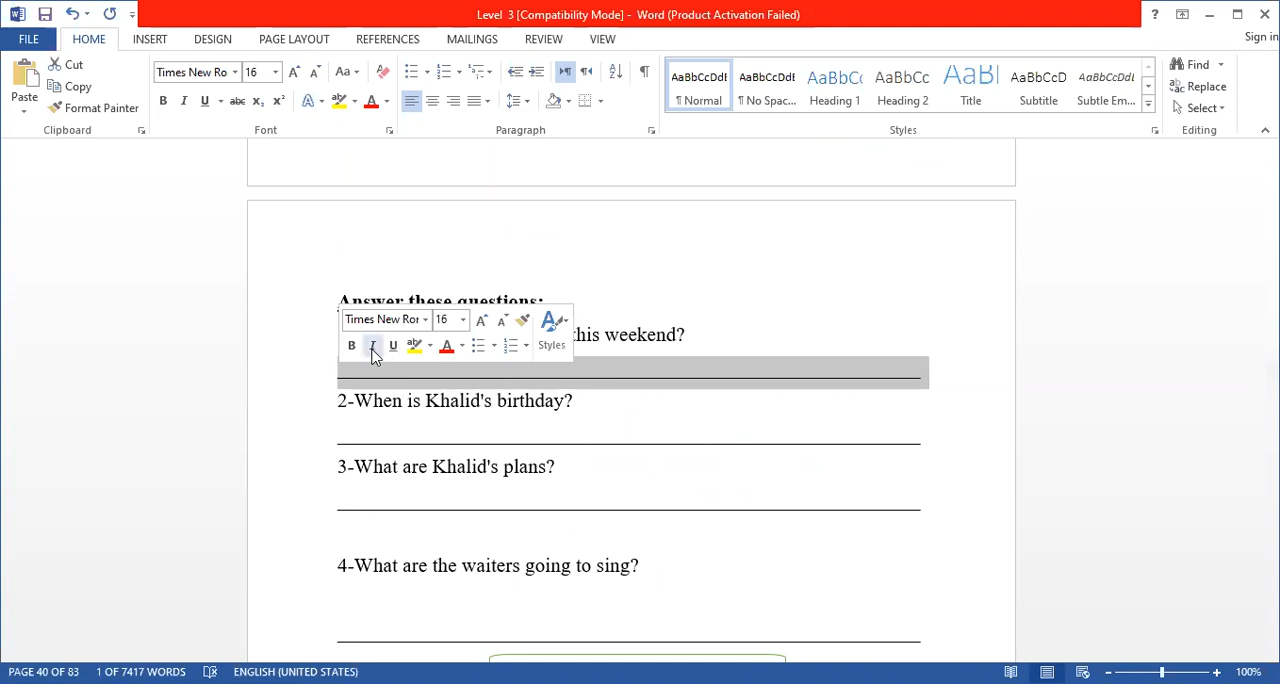 Level  3 [Compatibility Mode] -  Word (Product Activation Failed)
?
FILE HOME INSERT DESIGN PAGE LAYOUT REFERENCES MAILINGS REVIEW VIEW Sign in
Paste
Cut
Copy
Format Painter
Clipboard
Times New Ro 16 Aa
B I U abc x₂ x² A A
Font
Paragraph
AaBbCcDdI AaBbCcDdI AaBbCc AaBbCc AaBl AaBbCcD AaBbCcDdI
¶ Normal ¶ No Spac... Heading 1 Heading 2 Title Subtitle Subtle Em...
Styles
Find
Replace
Select
Editing
Answer these questions:
Times New Ror 16
B I U A Styles
this weekend?
2-When is Khalid's birthday?
3-What are Khalid's plans?
4-What are the waiters going to sing?
PAGE 40 OF 83 1 OF 7417 WORDS ENGLISH (UNITED STATES) 100%